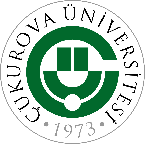 ÇUKUROVA ÜNİVERSİTESİ
• 1973 •